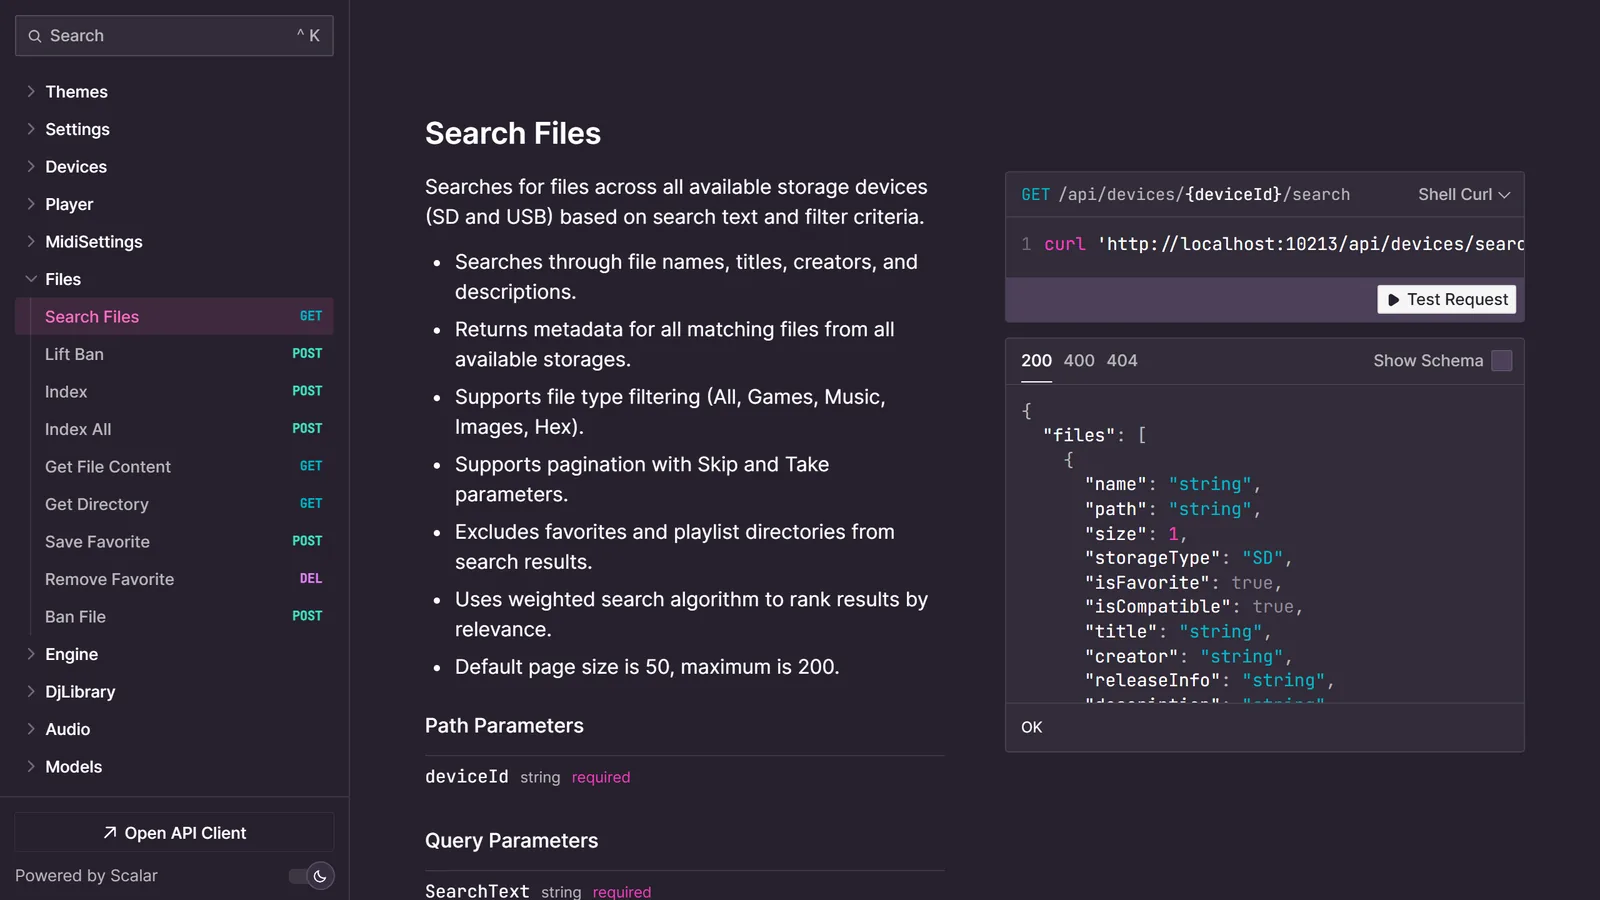 Search ^ K
Themes
Settings
Devices
Player
MidiSettings
Files
Search Files GET
Lift Ban POST
Index POST
Index All POST
Get File Content GET
Get Directory GET
Save Favorite POST
Remove Favorite DEL
Ban File POST
Engine
DjLibrary
Audio
Models
Open API Client
Powered by Scalar
Search Files
Searches for files across all available storage devices
(SD and USB) based on search text and filter criteria.
• Searches through file names, titles, creators, and
descriptions.
• Returns metadata for all matching files from all
available storages.
• Supports file type filtering (All, Games, Music,
Images, Hex).
• Supports pagination with Skip and Take
parameters.
• Excludes favorites and playlist directories from
search results.
• Uses weighted search algorithm to rank results by
relevance.
• Default page size is 50, maximum is 200.
Path Parameters
deviceId string required
Query Parameters
SearchText string required
GET /api/devices/{deviceId}/search Shell Curl
1 curl 'http://localhost:10213/api/devices/searc
Test Request
200 400 404 Show Schema
{
"files": [
{
"name": "string",
"path": "string",
"size": 1,
"storageType": "SD",
"isFavorite": true,
"isCompatible": true,
"title": "string",
"creator": "string",
"releaseInfo": "string",
OK